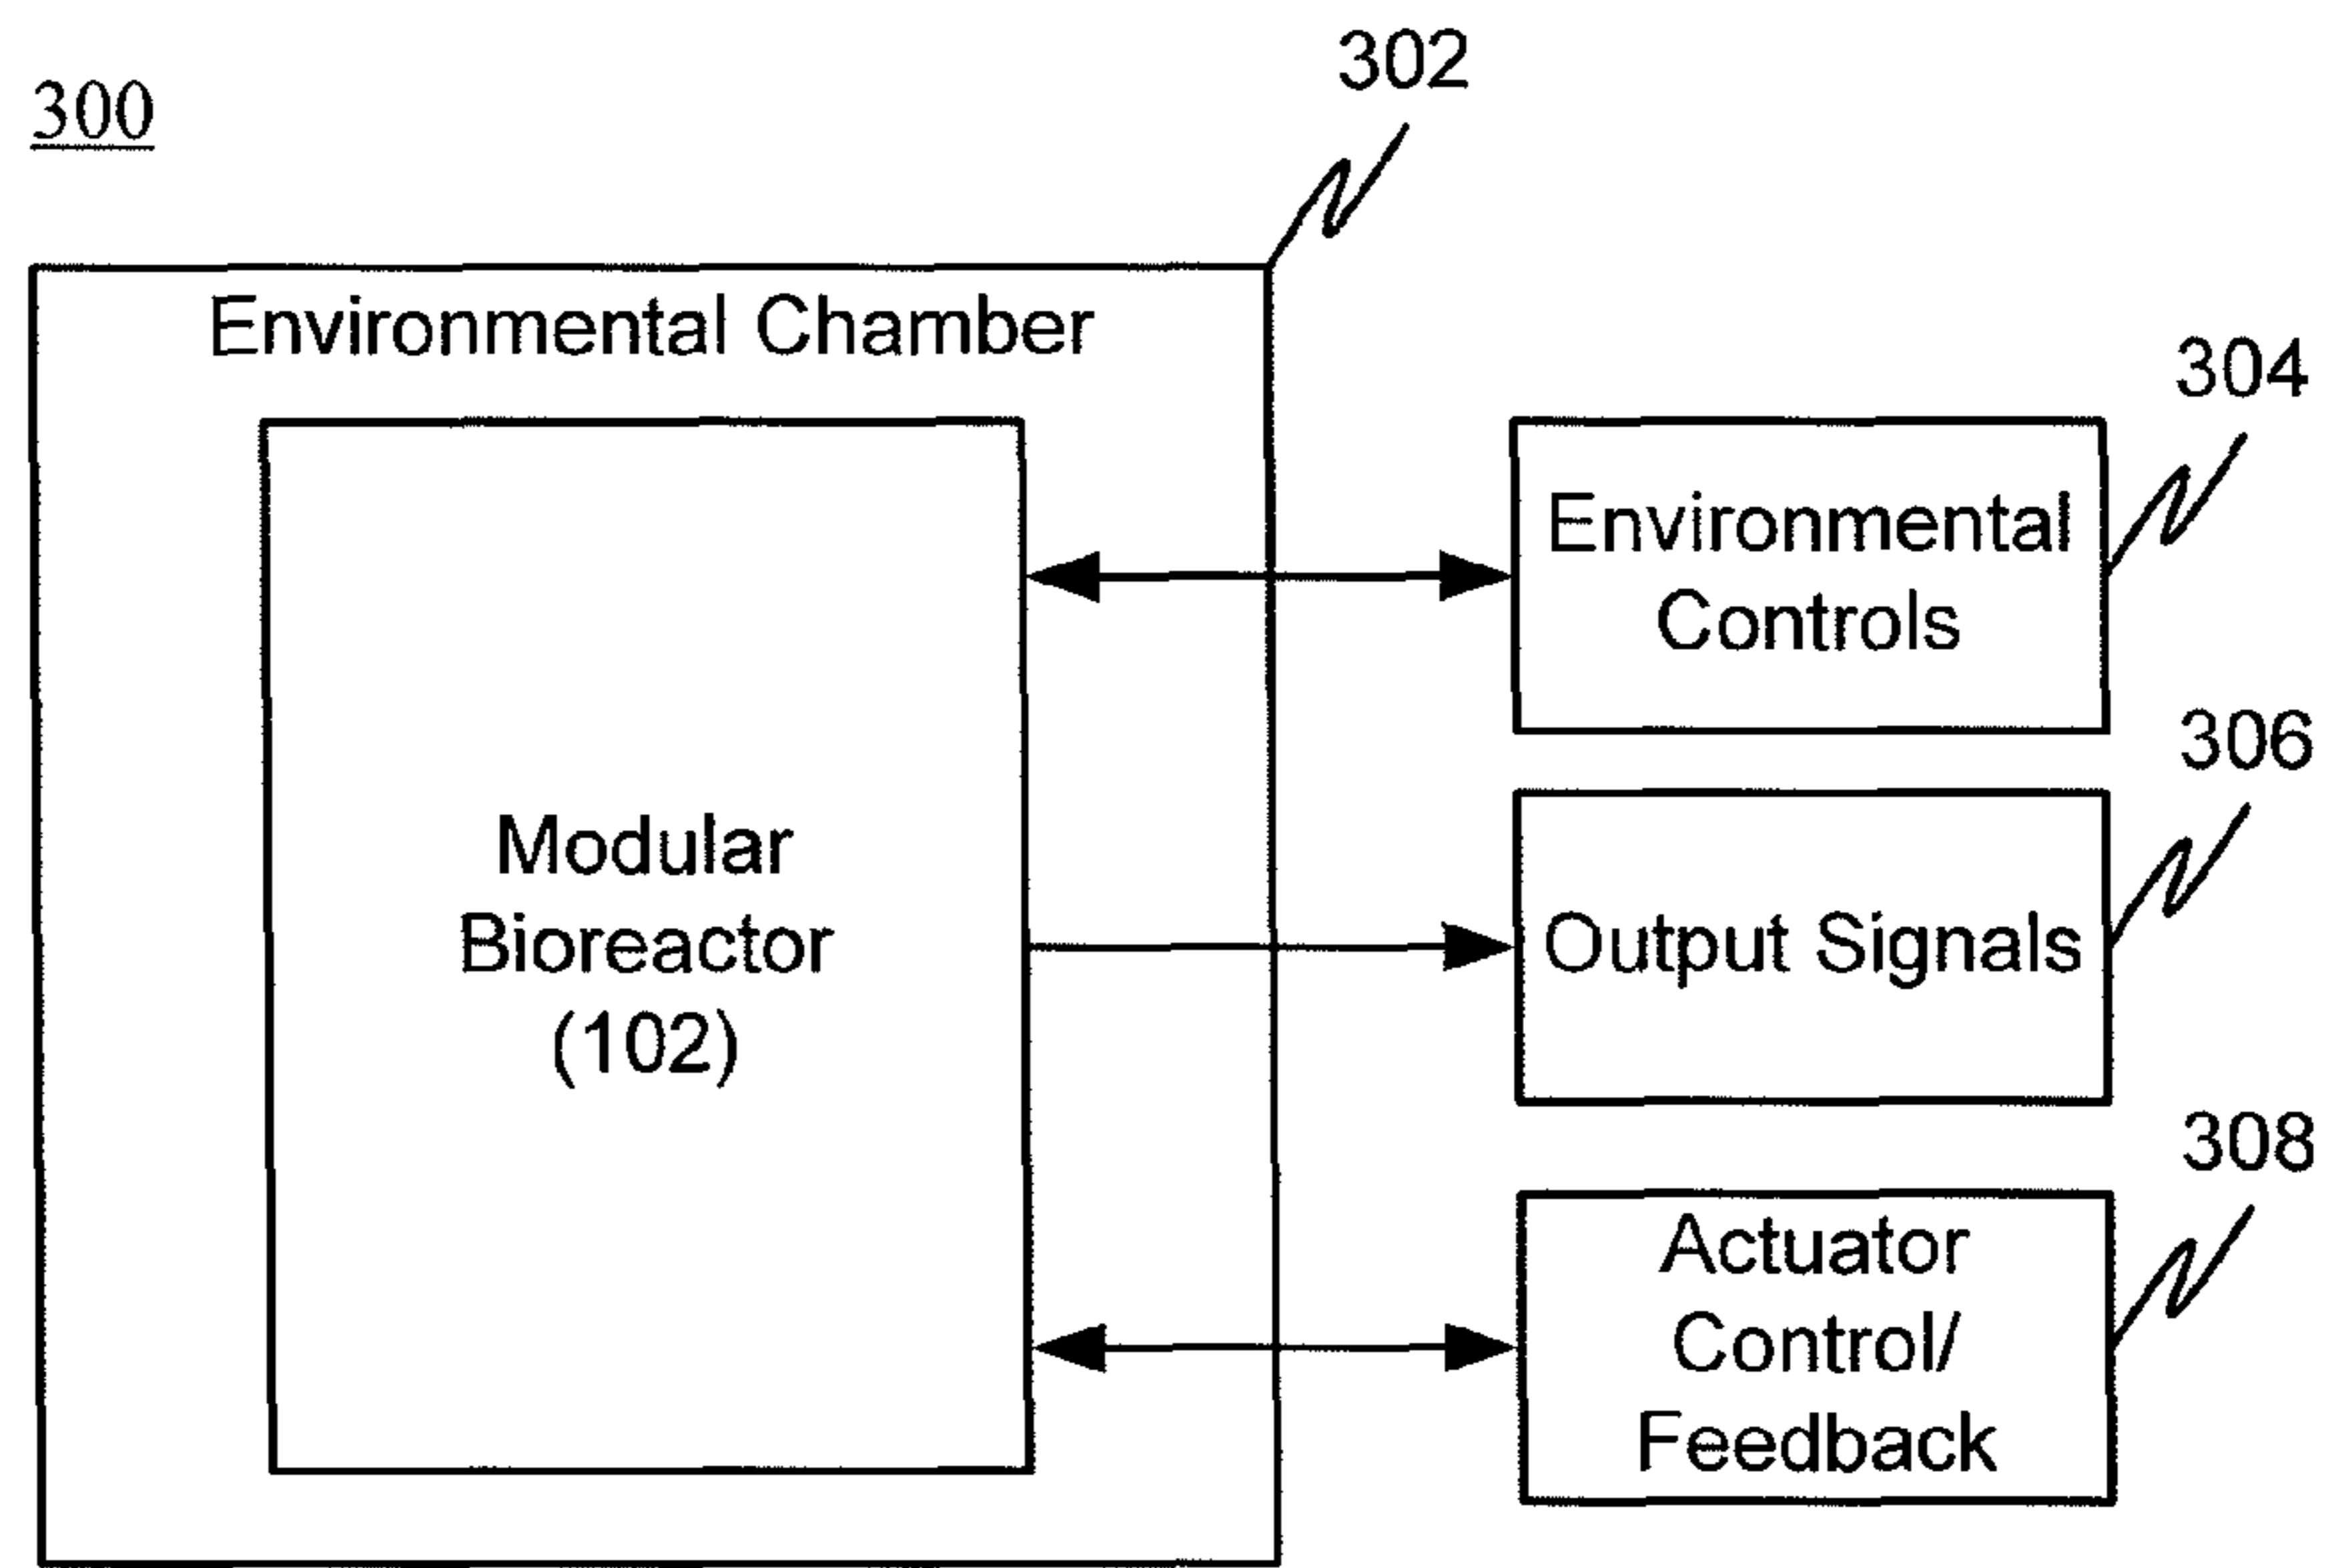 300
302
Environmental Chamber
304
Environmental
Controls
306
Modular
Bioreactor
(102)
Output Signals
308
Actuator
Control/
Feedback